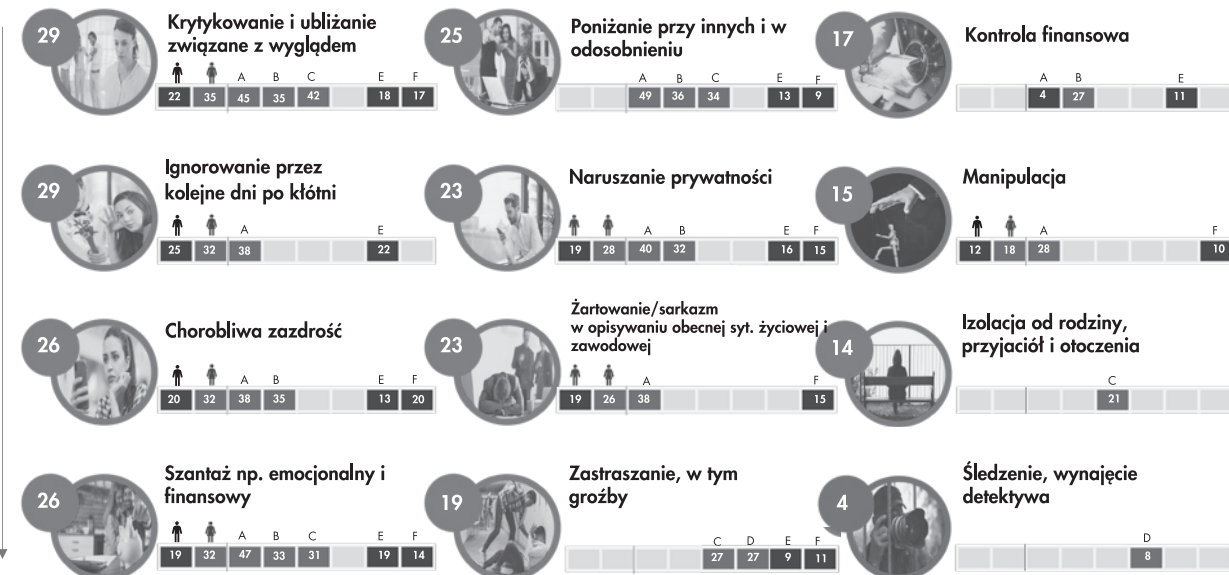 29
Krytykowanie i ubliżanie
związane z wyglądem
A B C E F
22 35 45 35 42 18 17
25
Poniżanie przy innych i w
odosobnieniu
A B C E F
49 36 34 13 9
17
Kontrola finansowa
A B E
4 27 11
29
Ignorowanie przez
kolejne dni po kłótni
A E
25 32 38 22
23
Naruszanie prywatności
A B E F
19 28 40 32 16 15
15
Manipulacja
A F
12 18 28 10
26
Chorobliwa zazdrość
A B E F
20 32 38 35 13 20
23
Żartowanie/sarkazm
w opisywaniu obecnej syt. życiowej i
zawodowej
A F
19 26 38 15
14
Izolacja od rodziny,
przyjaciół i otoczenia
C
21
26
Szantaż np. emocjonalny i
finansowy
A B C E F
19 32 47 33 31 19 14
19
Zastraszanie, w tym
groźby
C D E F
27 27 9 11
4
Śledzenie, wynajęcie
detektywa
D
8